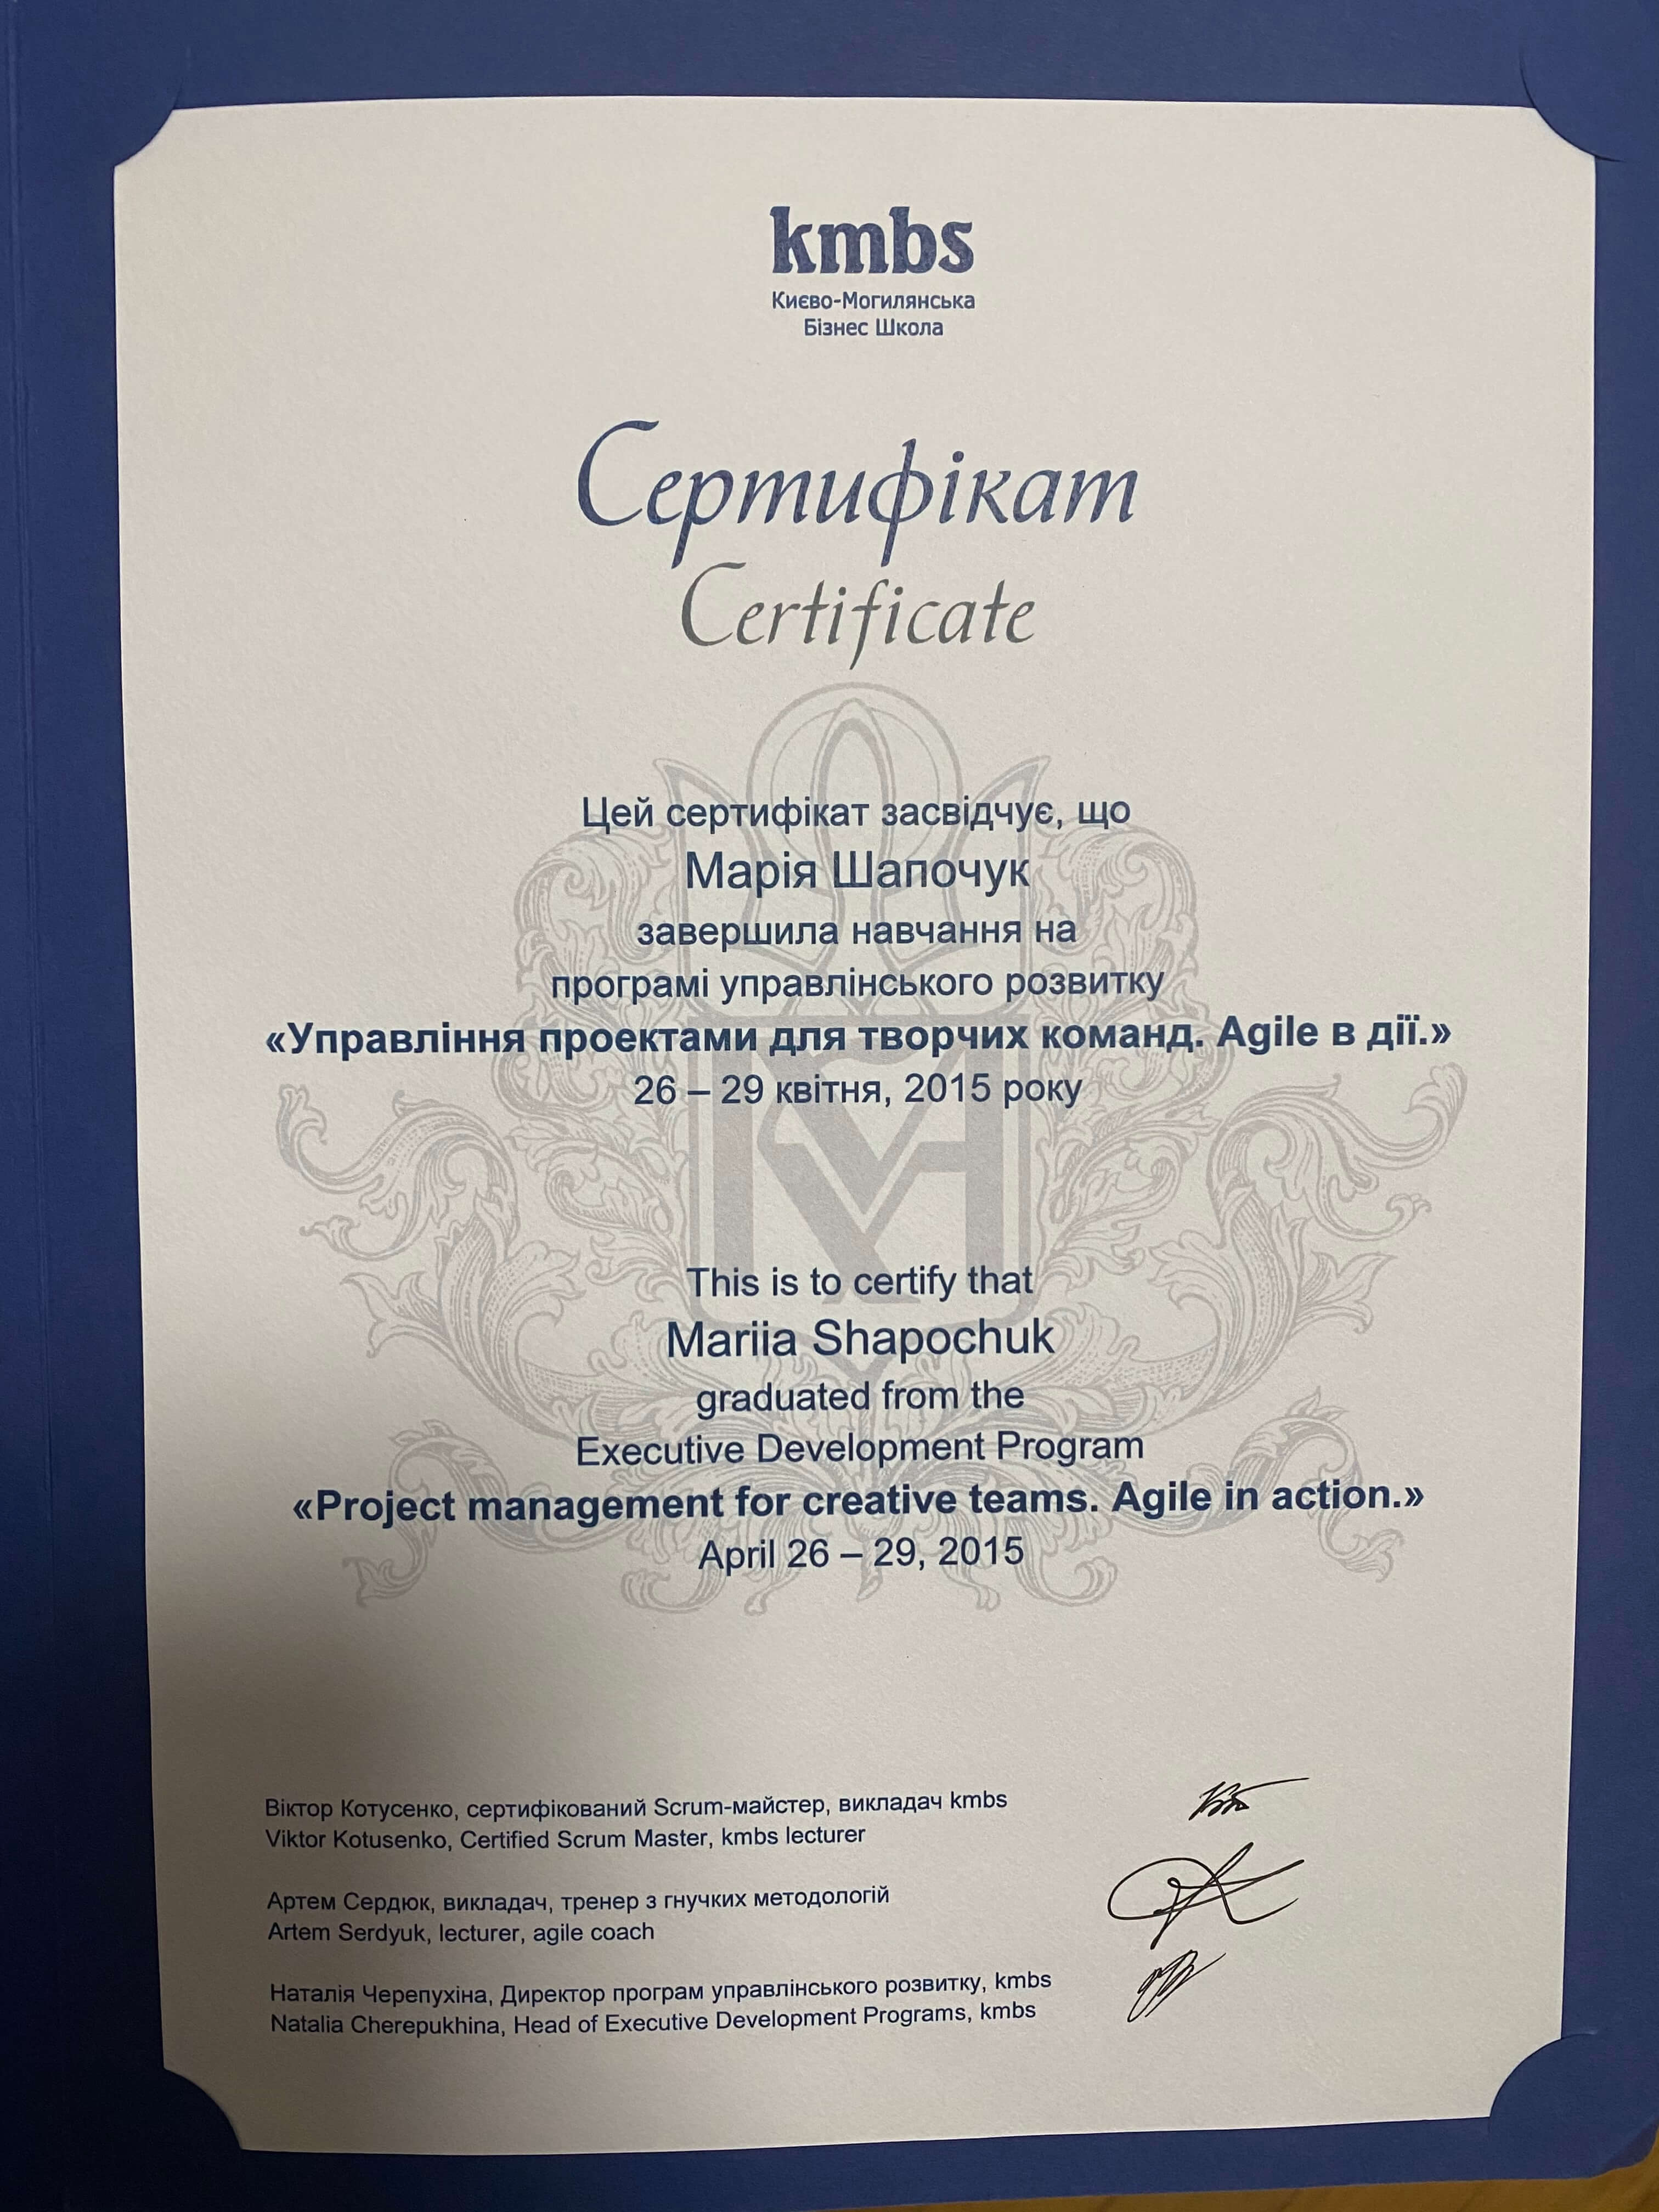 kmbs
Києво-Могилянська
Бізнес Школа
Сертифікат
Certificate
Цей сертифікат засвідчує, що
Марія Шапочук
завершила навчання на
програмі управлінського розвитку
«Управління проектами для творчих команд. Agile в дії.»
26 – 29 квітня, 2015 року
This is to certify that
Mariia Shapochuk
graduated from the
Executive Development Program
«Project management for creative teams. Agile in action.»
April 26 – 29, 2015
Віктор Котусенко, сертифікований Scrum-майстер, викладач kmbs
Viktor Kotusenko, Certified Scrum Master, kmbs lecturer
Артем Сердюк, викладач, тренер з гнучких методологій
Artem Serdyuk, lecturer, agile coach
Наталія Черепухіна, Директор програм управлінського розвитку, kmbs
Natalia Cherepukhina, Head of Executive Development Programs, kmbs